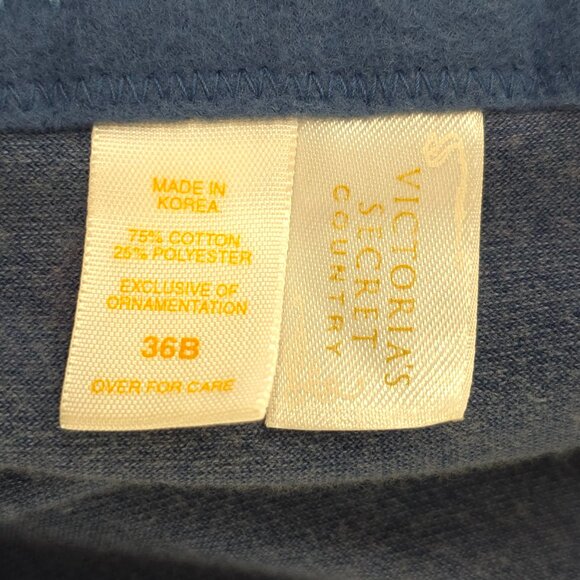 MADE IN
KOREA
75% COTTON
25% POLYESTER
EXCLUSIVE OF
ORNAMENTATION
36B
OVER FOR CARE
VICTORIA'S
SECRET
COUNTRY